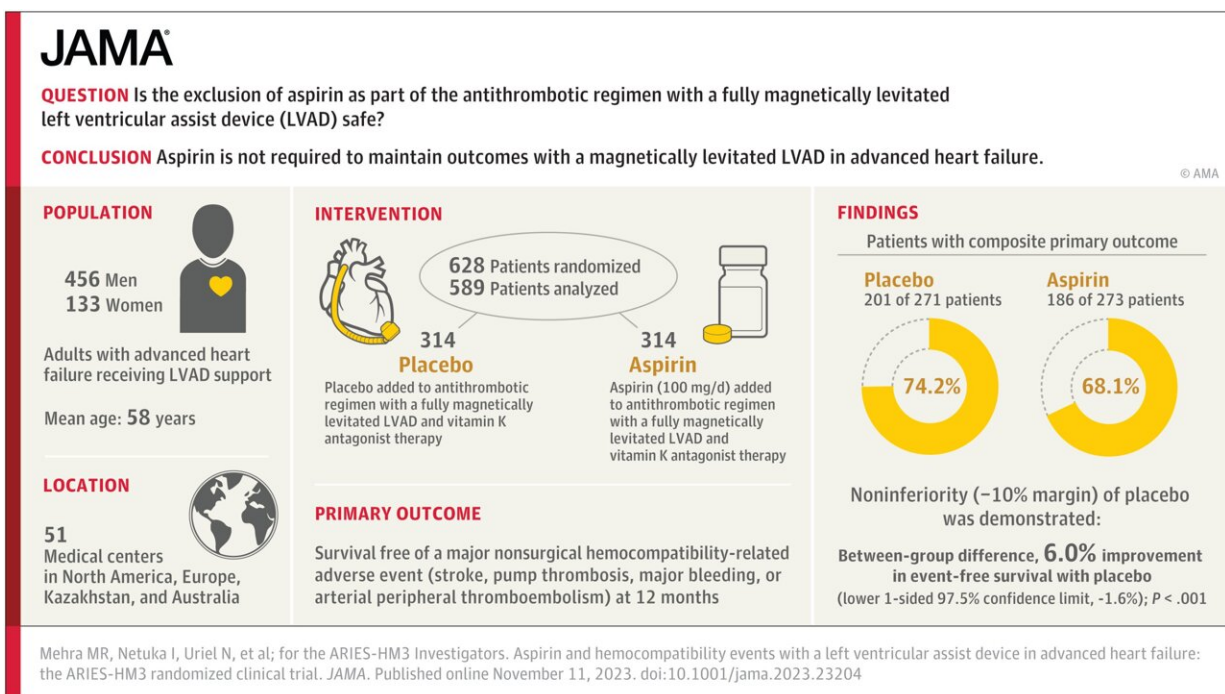 JAMA®
QUESTION Is the exclusion of aspirin as part of the antithrombotic regimen with a fully magnetically levitated
left ventricular assist device (LVAD) safe?
CONCLUSION Aspirin is not required to maintain outcomes with a magnetically levitated LVAD in advanced heart failure.
© AMA
POPULATION
456 Men
133 Women
Adults with advanced heart
failure receiving LVAD support
Mean age: 58 years
LOCATION
51
Medical centers
in North America, Europe,
Kazakhstan, and Australia
INTERVENTION
628 Patients randomized
589 Patients analyzed
314
Placebo
Placebo added to antithrombotic
regimen with a fully magnetically
levitated LVAD and vitamin K
antagonist therapy
314
Aspirin
Aspirin (100 mg/d) added
to antithrombotic regimen
with a fully magnetically
levitated LVAD and
vitamin K antagonist therapy
PRIMARY OUTCOME
Survival free of a major nonsurgical hemocompatibility-related
adverse event (stroke, pump thrombosis, major bleeding, or
arterial peripheral thromboembolism) at 12 months
FINDINGS
Patients with composite primary outcome
Placebo
201 of 271 patients
74.2%
Aspirin
186 of 273 patients
68.1%
Noninferiority (−10% margin) of placebo
was demonstrated:
Between-group difference, 6.0% improvement
in event-free survival with placebo
(lower 1-sided 97.5% confidence limit, -1.6%); P < .001
Mehra MR, Netuka I, Uriel N, et al; for the ARIES-HM3 Investigators. Aspirin and hemocompatibility events with a left ventricular assist device in advanced heart failure:
the ARIES-HM3 randomized clinical trial. JAMA. Published online November 11, 2023. doi:10.1001/jama.2023.23204